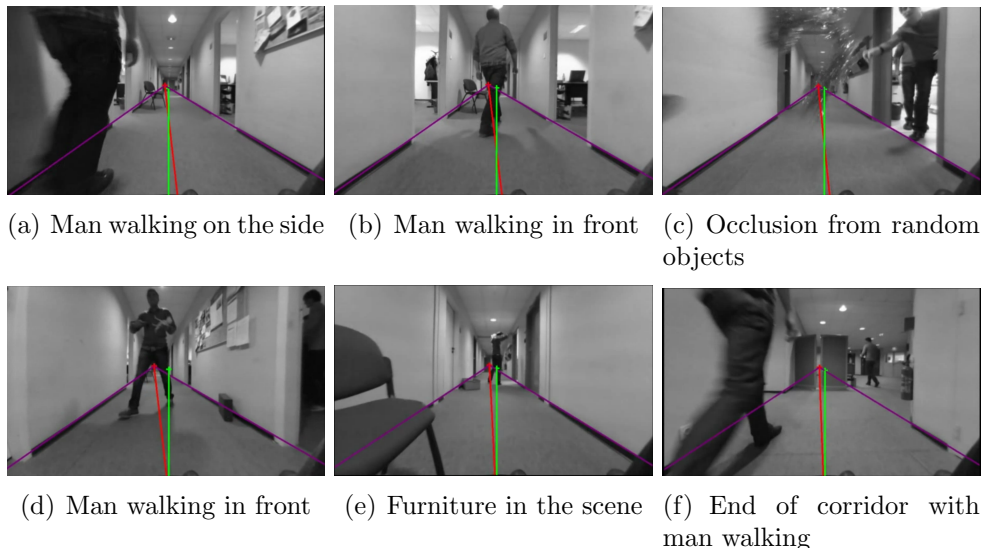 (a) Man walking on the side
(b) Man walking in front
(c) Occlusion from random
objects
(d) Man walking in front
(e) Furniture in the scene
(f) End of corridor with
man walking